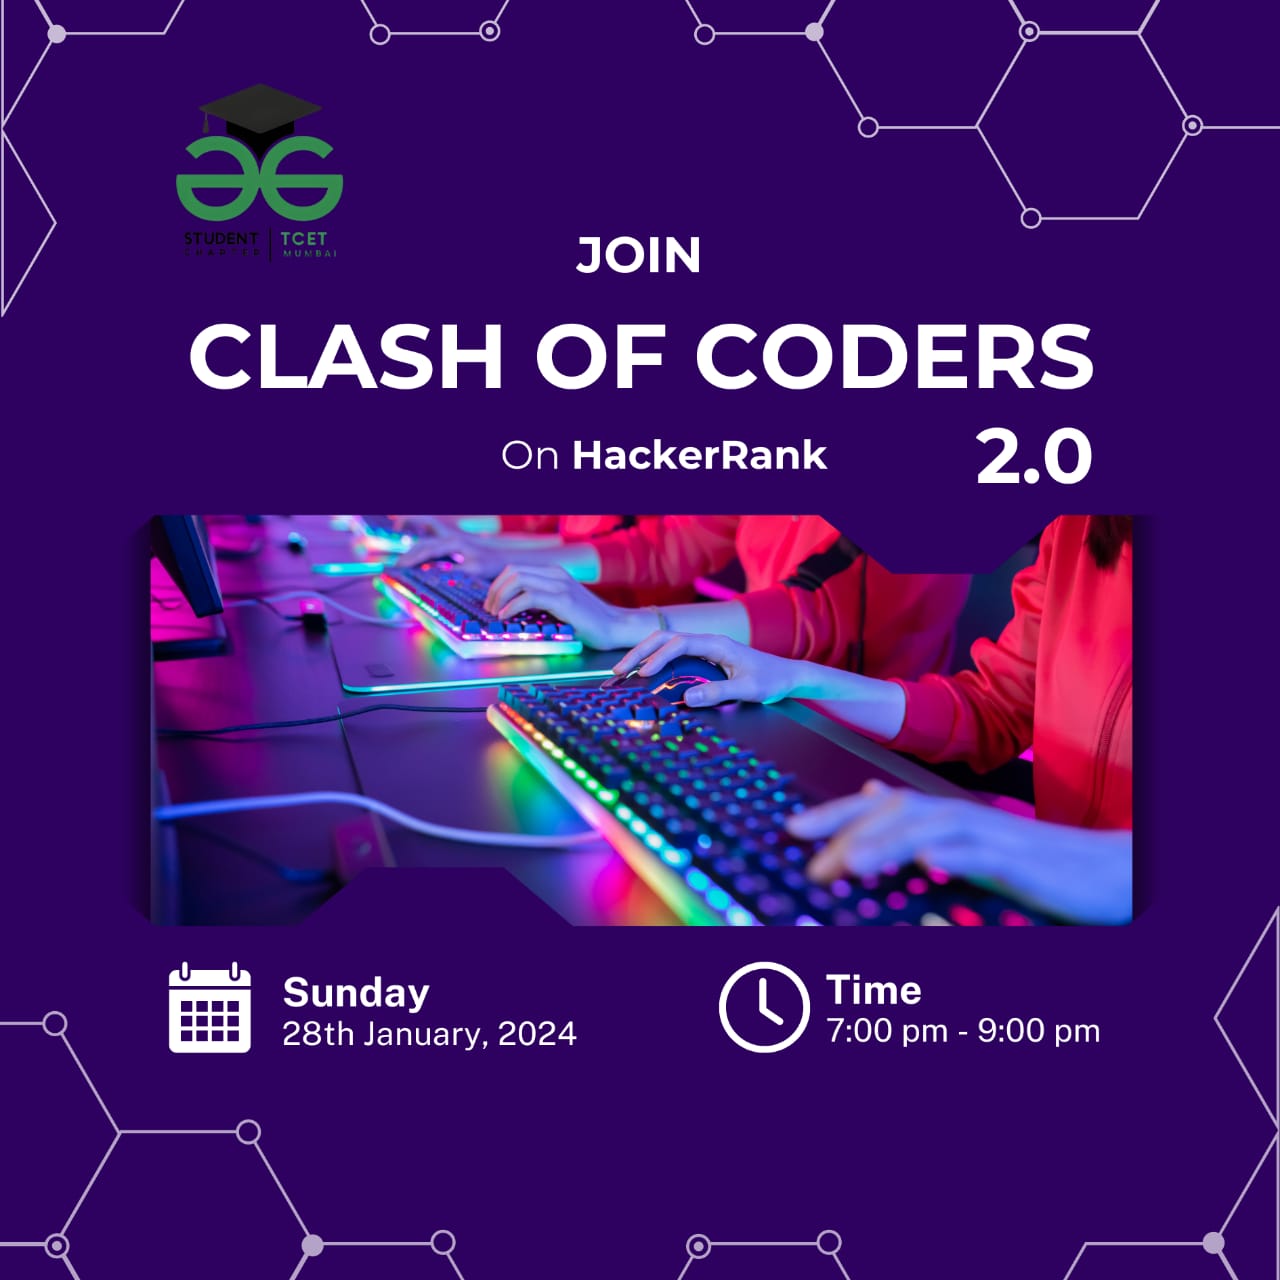 STUDENT | TCET
CHAPTER | MUMBAI
JOIN
CLASH OF CODERS
On HackerRank
2.0
Sunday
28th January, 2024
Time
7:00 pm - 9:00 pm